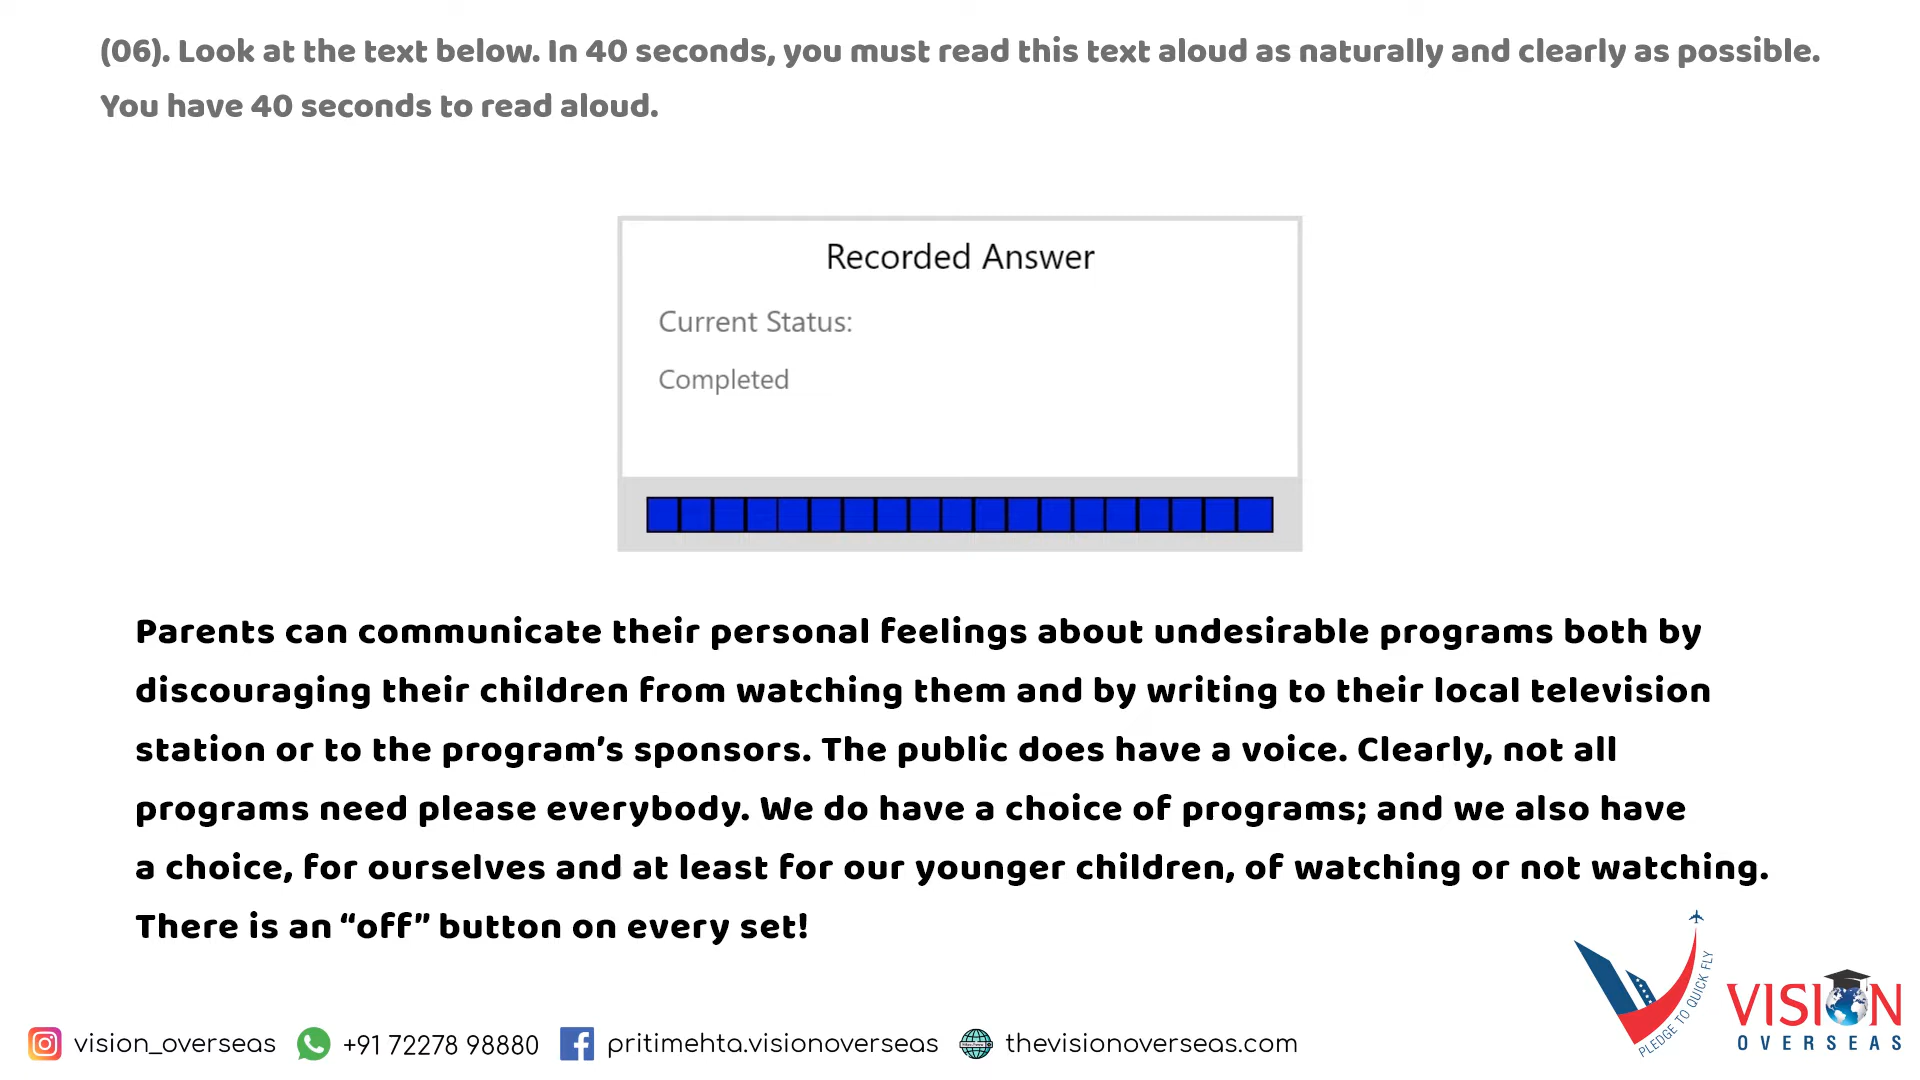 (06). Look at the text below. In 40 seconds, you must read this text aloud as naturally and clearly as possible.
You have 40 seconds to read aloud.
Recorded Answer
Current Status:
Completed
Parents can communicate their personal feelings about undesirable programs both by
discouraging their children from watching them and by writing to their local television
station or to the program's sponsors. The public does have a voice. Clearly, not all
programs need please everybody. We do have a choice of programs; and we also have
a choice, for ourselves and at least for our younger children, of watching or not watching.
There is an “off” button on every set!
PLEDGE TO QUICK FLY
VISION
OVERSEAS
vision_overseas
+91 72278 98880
pritimehta.visionoverseas
thevisionoverseas.com